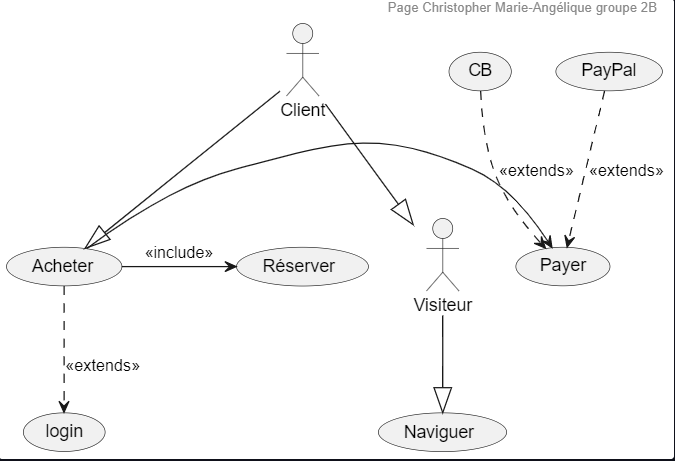 Page Christopher Marie-Angélique groupe 2B
CB
PayPal
Client
«extends»
«extends»
«include»
Acheter
Réserver
Payer
Visiteur
«extends»
login
Naviguer